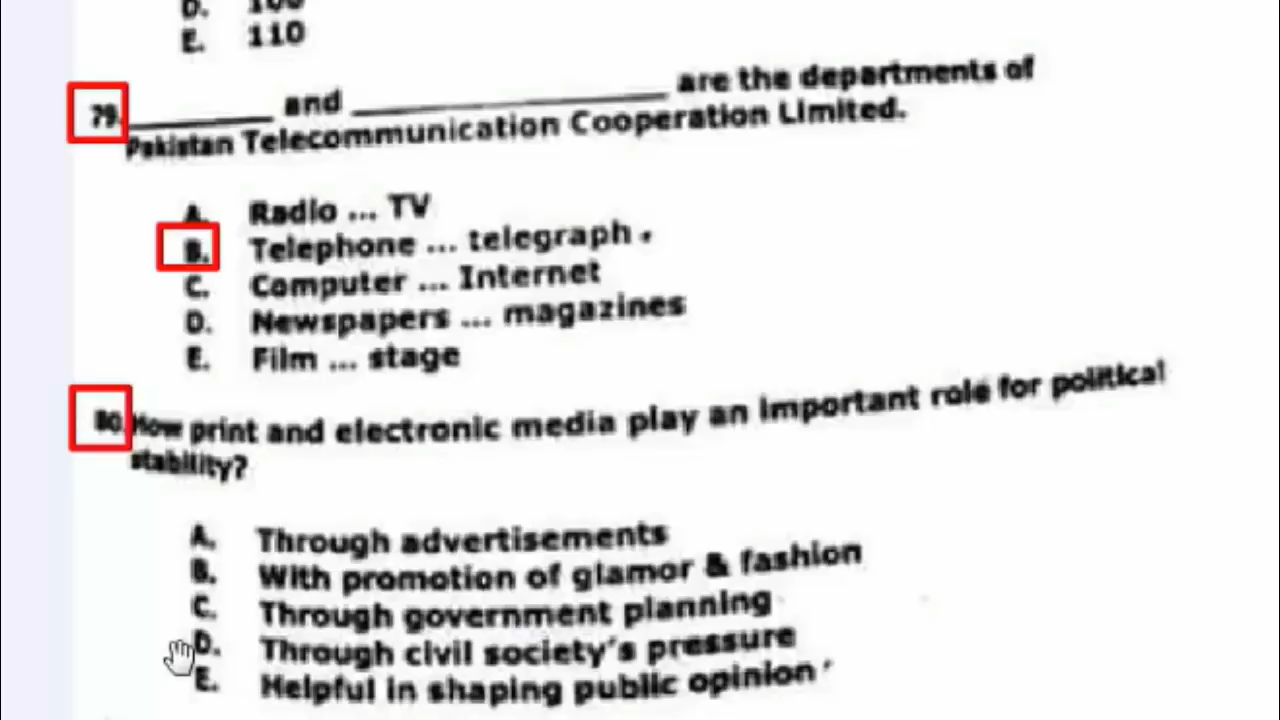 D. 100
E. 110
79. ________ and ________________ are the departments of
Pakistan Telecommunication Cooperation Limited.
A. Radio ... TV
B. Telephone ... telegraph .
C. Computer ... Internet
D. Newspapers ... magazines
E. Film ... stage
80. How print and electronic media play an important role for political
stability?
A. Through advertisements
B. With promotion of glamor & fashion
C. Through government planning
D. Through civil society's pressure
E. Helpful in shaping public opinion